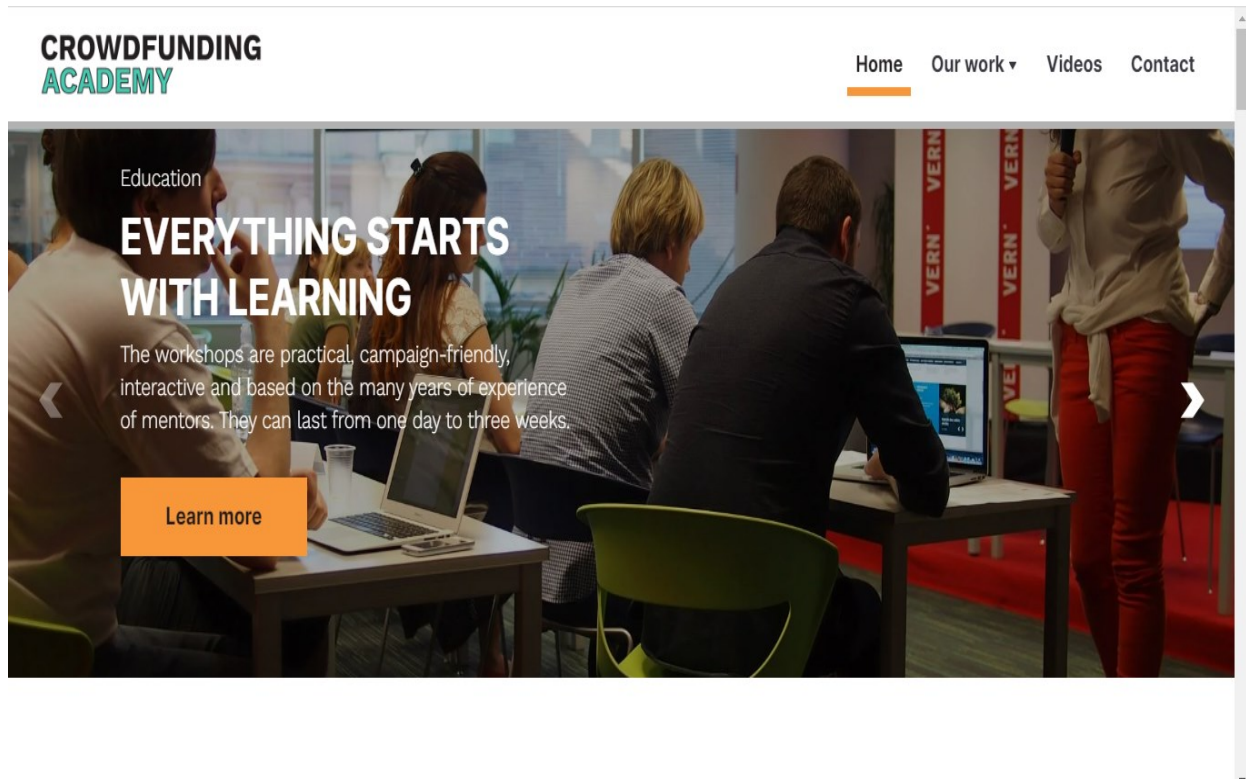 CROWDFUNDING
ACADEMY
Home Our work ▾ Videos Contact
Education
EVERYTHING STARTS
WITH LEARNING
The workshops are practical, campaign-friendly,
interactive and based on the many years of experience
of mentors. They can last from one day to three weeks.
Learn more
VERN'
VERN'
VERN'
VERN'